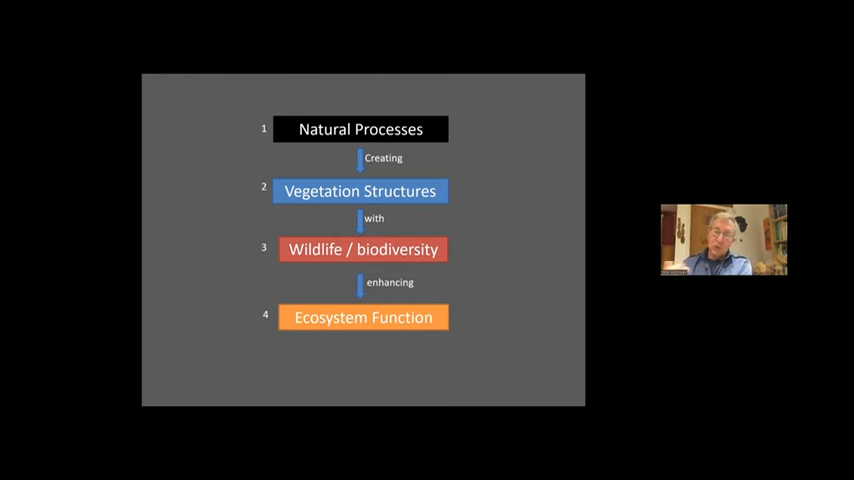 1 Natural Processes
Creating
2 Vegetation Structures
with
3 Wildlife / biodiversity
enhancing
4 Ecosystem Function